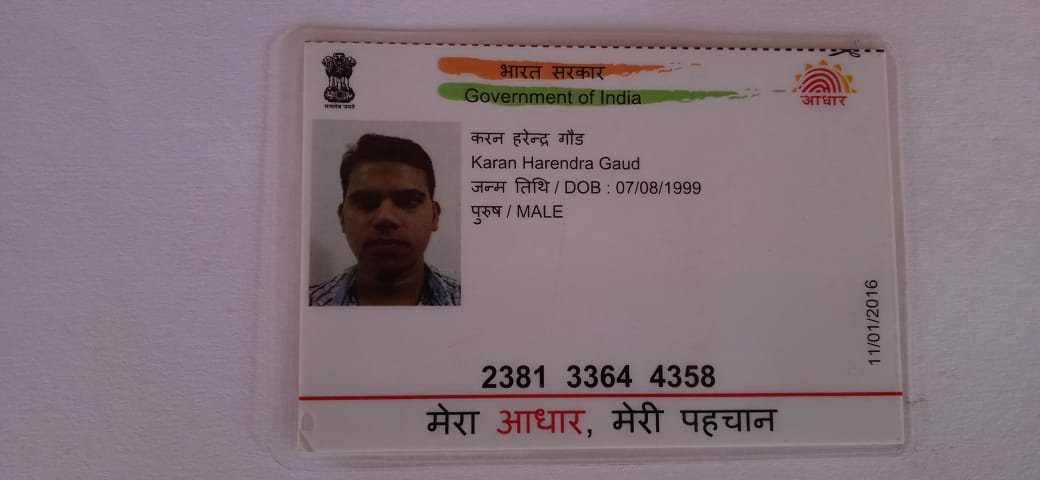 भारत सरकार
Government of India
सत्यमेव जयते
आधार
करन हरेन्द्र गौड
Karan Harendra Gaud
जन्म तिथि / DOB : 07/08/1999
पुरुष / MALE
11/01/2016
2381 3364 4358
मेरा आधार, मेरी पहचान